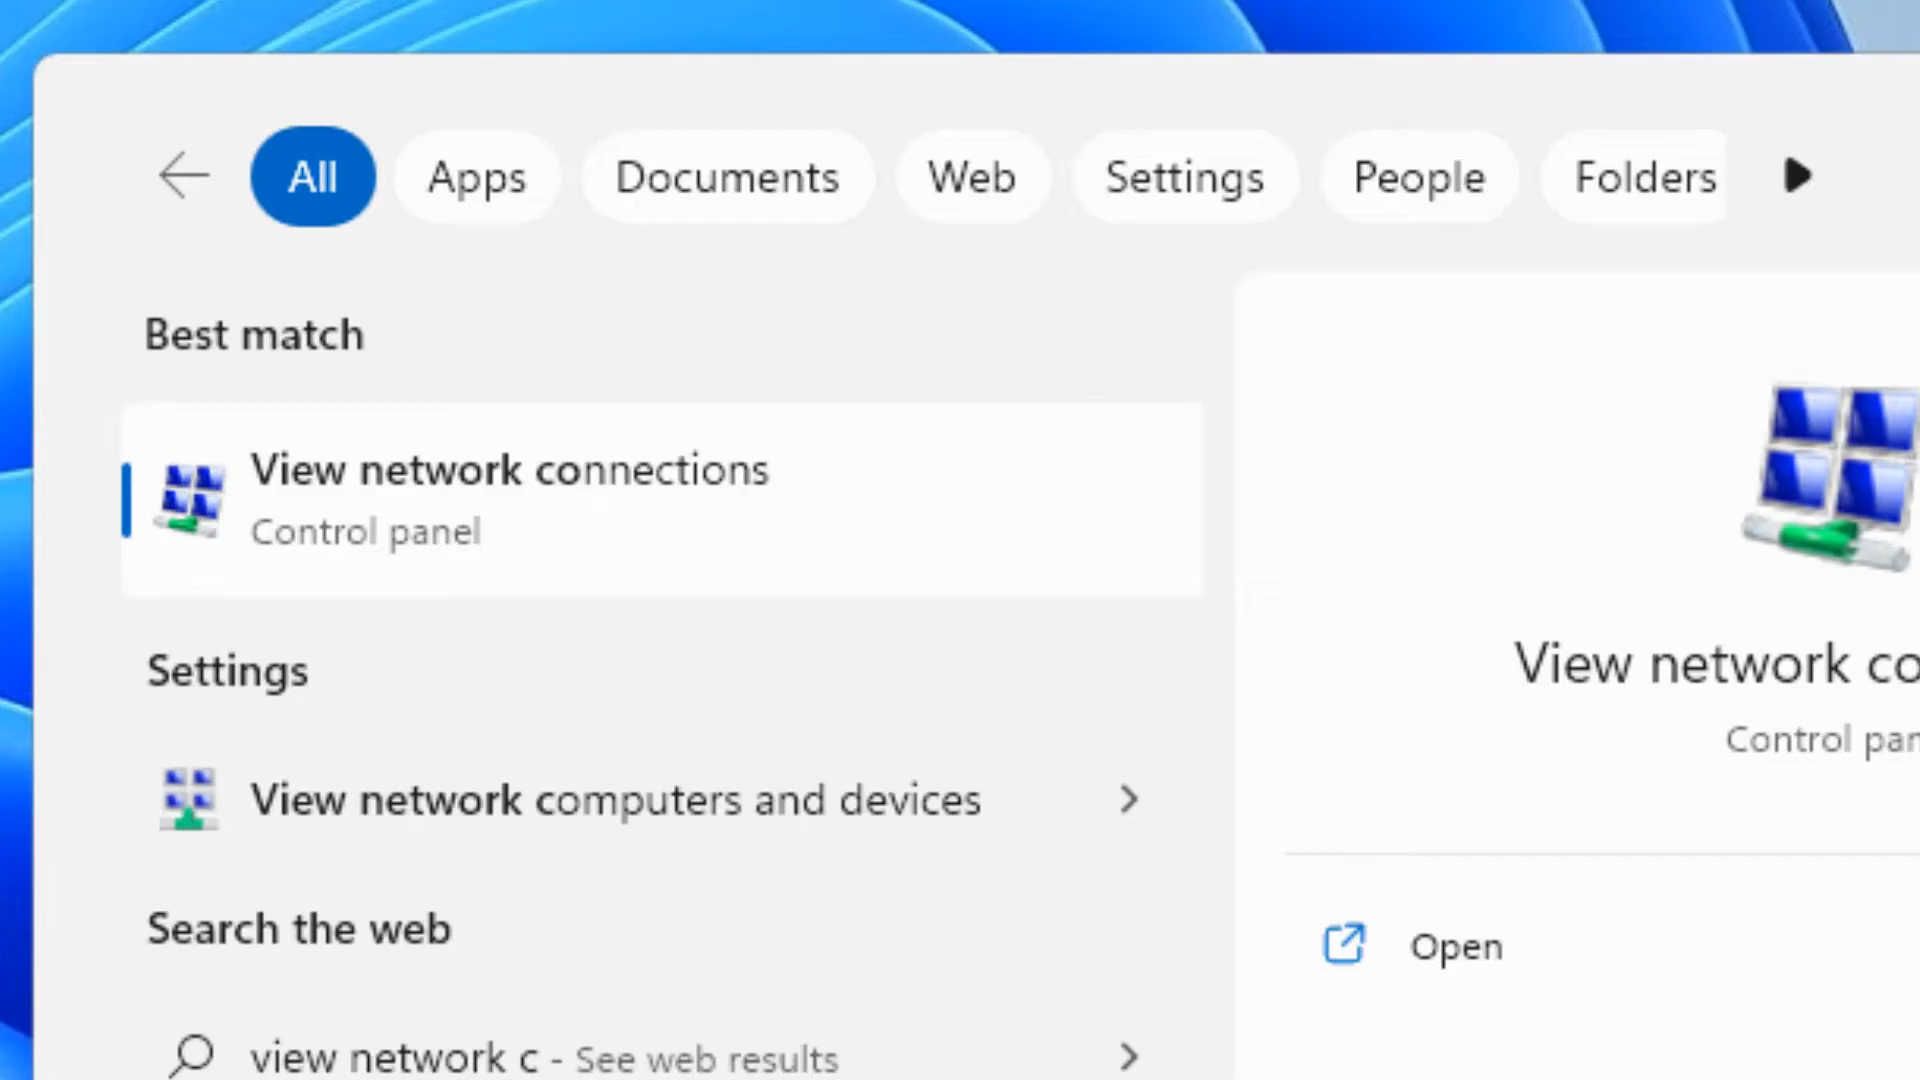 All Apps Documents Web Settings People Folders
Best match
View network connections
Control panel
Settings
View network computers and devices
Search the web
view network c - See web results
View network co
Control pan
Open